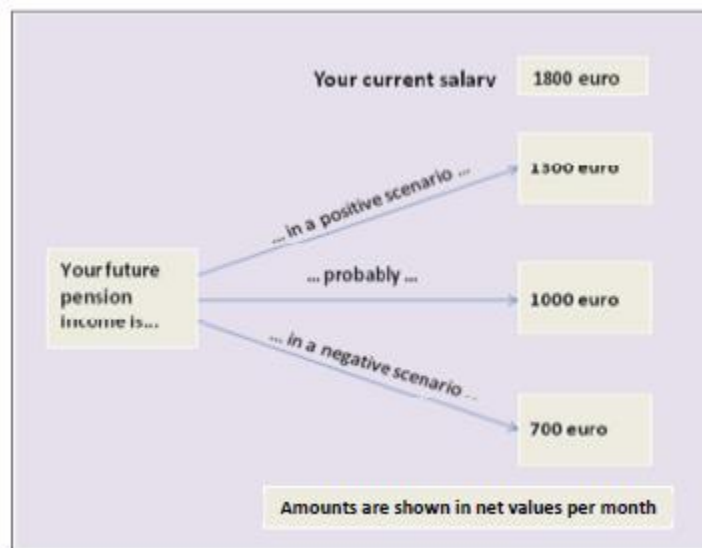 Your current salary
1800 euro
... in a positive scenario ...
1300 euro
Your future
pension
income is...
... probably ...
1000 euro
... in a negative scenario ...
700 euro
Amounts are shown in net values per month